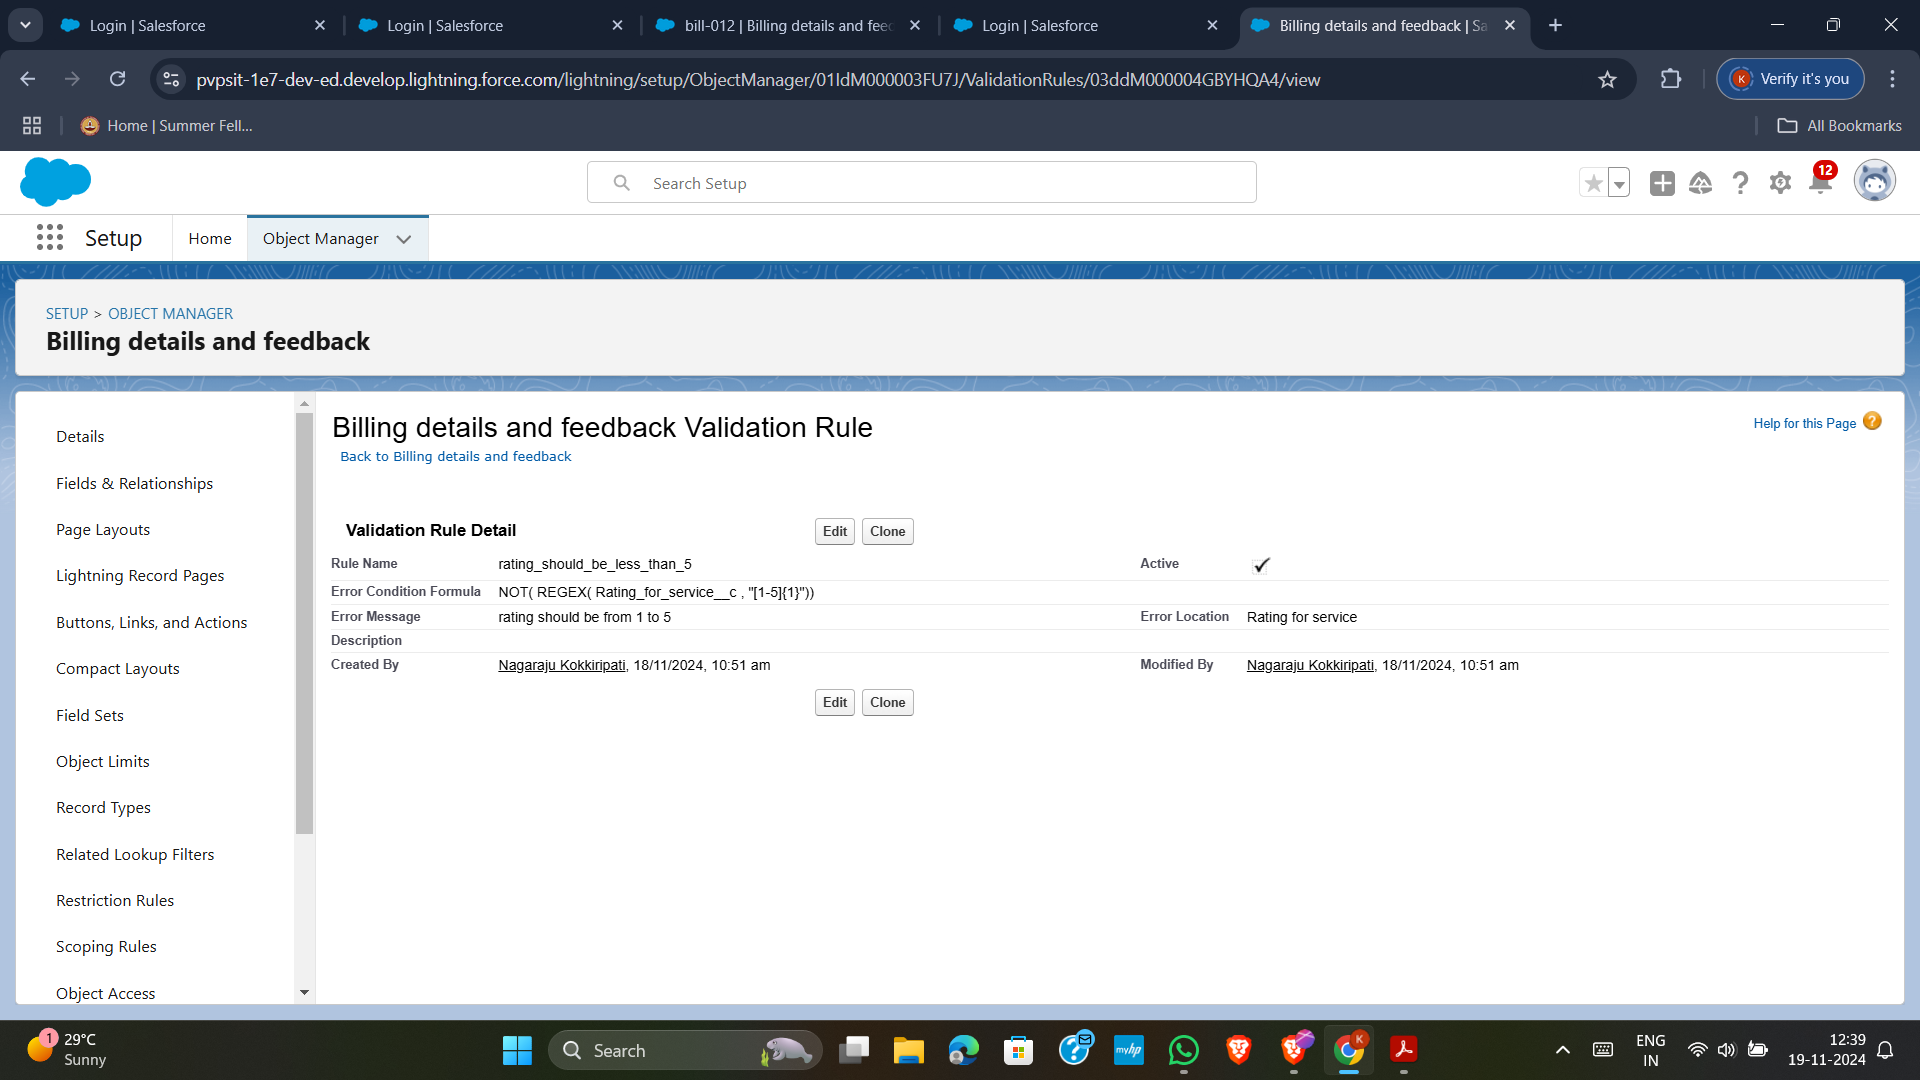 Login | Salesforce
Login | Salesforce
bill-012 | Billing details and feed
Login | Salesforce
Billing details and feedback | Sa
pvpsit-1e7-dev-ed.develop.lightning.force.com/lightning/setup/ObjectManager/01IdM000003FU7J/ValidationRules/03ddM000004GBYHQA4/view
K Verify it's you
Home | Summer Fell...
All Bookmarks
Search Setup
12
Setup
Home
Object Manager
SETUP > OBJECT MANAGER
Billing details and feedback
Details
Fields & Relationships
Page Layouts
Lightning Record Pages
Buttons, Links, and Actions
Compact Layouts
Field Sets
Object Limits
Record Types
Related Lookup Filters
Restriction Rules
Scoping Rules
Object Access
Billing details and feedback Validation Rule
Help for this Page
Back to Billing details and feedback
Validation Rule Detail
Edit Clone
Rule Name rating_should_be_less_than_5 Active
Error Condition Formula NOT( REGEX( Rating_for_service__c , "[1-5]{1}"))
Error Message rating should be from 1 to 5 Error Location Rating for service
Description
Created By Nagaraju Kokkiripati, 18/11/2024, 10:51 am Modified By Nagaraju Kokkiripati, 18/11/2024, 10:51 am
Edit Clone
1
29°C
Sunny
Search
myhp
K
ENG
IN
12:39
19-11-2024